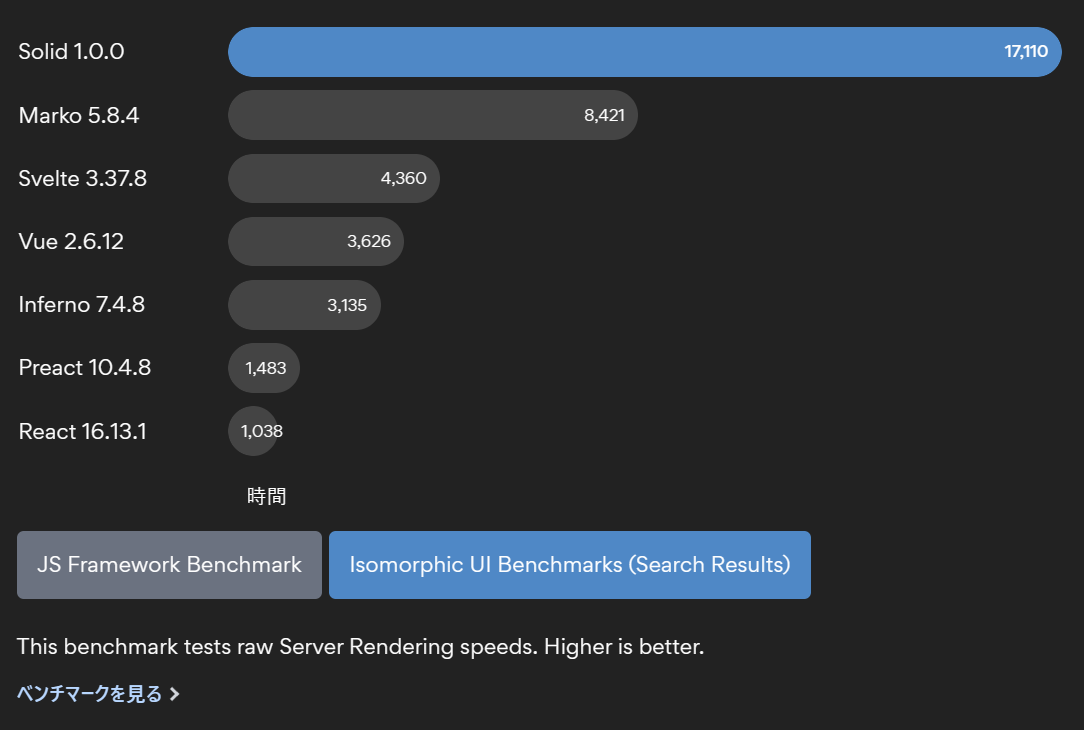 Solid 1.0.0 17,110
Marko 5.8.4 8,421
Svelte 3.37.8 4,360
Vue 2.6.12 3,626
Inferno 7.4.8 3,135
Preact 10.4.8 1,483
React 16.13.1 1,038
時間
JS Framework Benchmark Isomorphic UI Benchmarks (Search Results)
This benchmark tests raw Server Rendering speeds. Higher is better.
ベンチマークを見る